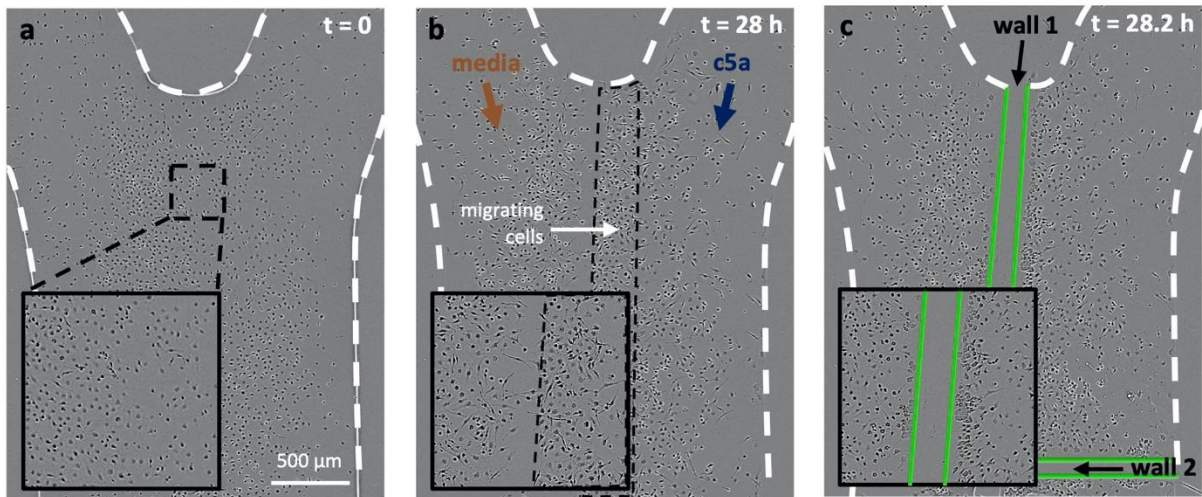 a
t = 0
500 µm
b
t = 28 h
media
c5a
migrating
cells
c
t = 28.2 h
wall 1
wall 2